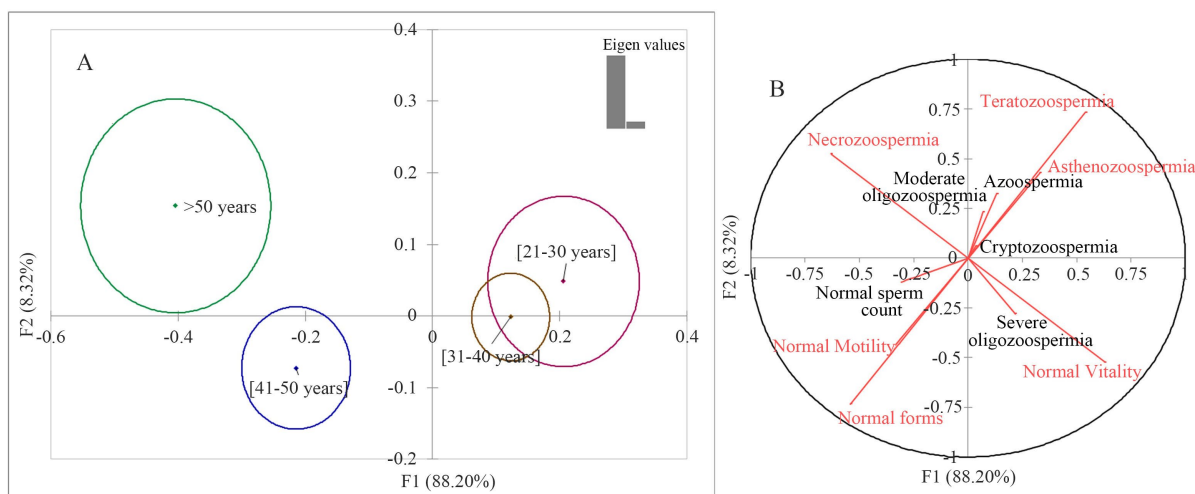 A
Eigen values
0.4
0.3
0.2
0.1
0
-0.1
-0.2
-0.6
-0.4
-0.2
0
0.2
0.4
>50 years
[21-30 years]
[31-40 years]
[41-50 years]
F2 (8.32%)
F1 (88.20%)
B
1
0.75
0.5
0.25
0
-0.25
-0.5
-0.75
-1
-1
-0.75
-0.5
-0.25
0
0.25
0.5
0.75
1
Teratozoospermia
Necrozoospermia
Asthenozoospermia
Moderate
oligozoospermia
Azoospermia
Cryptozoospermia
Normal sperm
count
Severe
oligozoospermia
Normal Motility
Normal Vitality
Normal forms
F2 (8.32%)
F1 (88.20%)